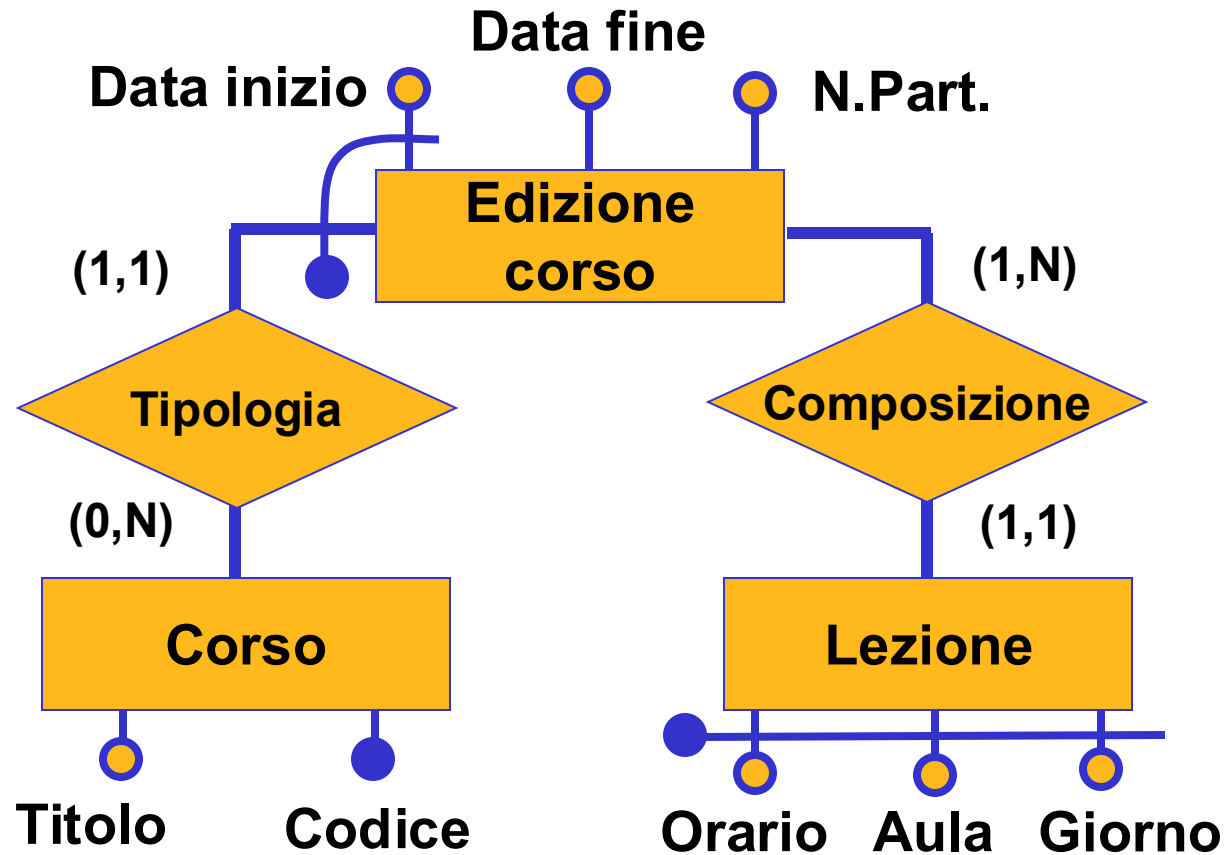 Data fine
Data inizio
N.Part.
Edizione
corso
(1,1)
(1,N)
Tipologia
Composizione
(0,N)
(1,1)
Corso
Lezione
Titolo
Codice
Orario
Aula
Giorno